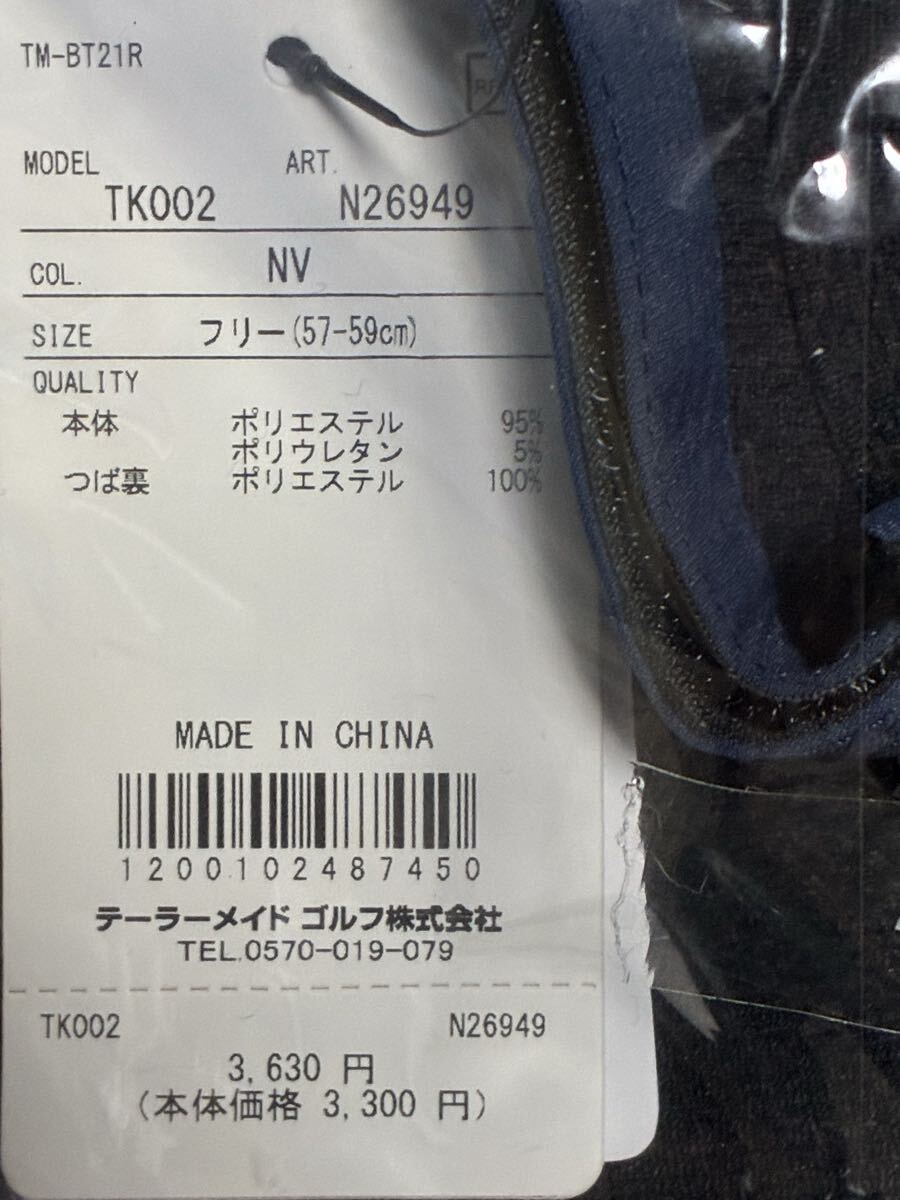 TM-BT21R
MODEL ART.
TK002 N26949
COL. NV
SIZE フリー(57-59cm)
QUALITY
本体 ポリエステル 95%
ポリウレタン 5%
つば裏 ポリエステル 100%
MADE IN CHINA
1200102487450
テーラーメイド ゴルフ株式会社
TEL.0570-019-079
TK002 N26949
3,630 円
(本体価格 3,300 円)